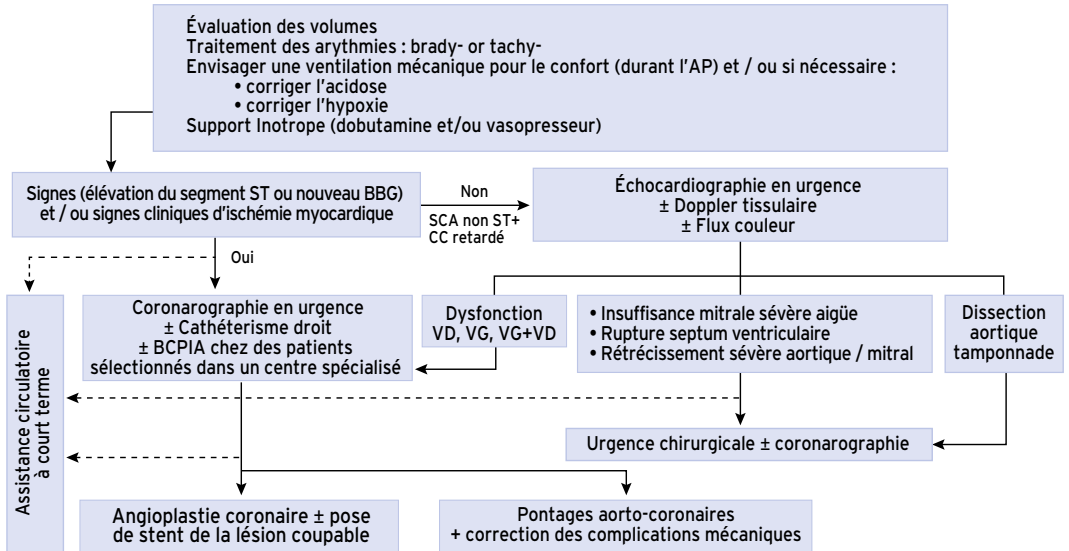 Évaluation des volumes
Traitement des arythmies : brady- or tachy-
Envisager une ventilation mécanique pour le confort (durant l'AP) et / ou si nécessaire :
• corriger l'acidose
• corriger l'hypoxie
Support Inotrope (dobutamine et/ou vasopresseur)
Signes (élévation du segment ST ou nouveau BBG)
et / ou signes cliniques d'ischémie myocardique
Non
SCA non ST+
CC retardé
Échocardiographie en urgence
± Doppler tissulaire
± Flux couleur
Oui
Assistance circulatoire
à court terme
Coronarographie en urgence
± Cathéterisme droit
± BCPIA chez des patients
sélectionnés dans un centre spécialisé
Dysfonction
VD, VG, VG+VD
• Insuffisance mitrale sévère aigüe
• Rupture septum ventriculaire
• Rétrécissement sévère aortique / mitral
Dissection
aortique
tamponnade
Urgence chirurgicale ± coronarographie
Angioplastie coronaire ± pose
de stent de la lésion coupable
Pontages aorto-coronaires
+ correction des complications mécaniques